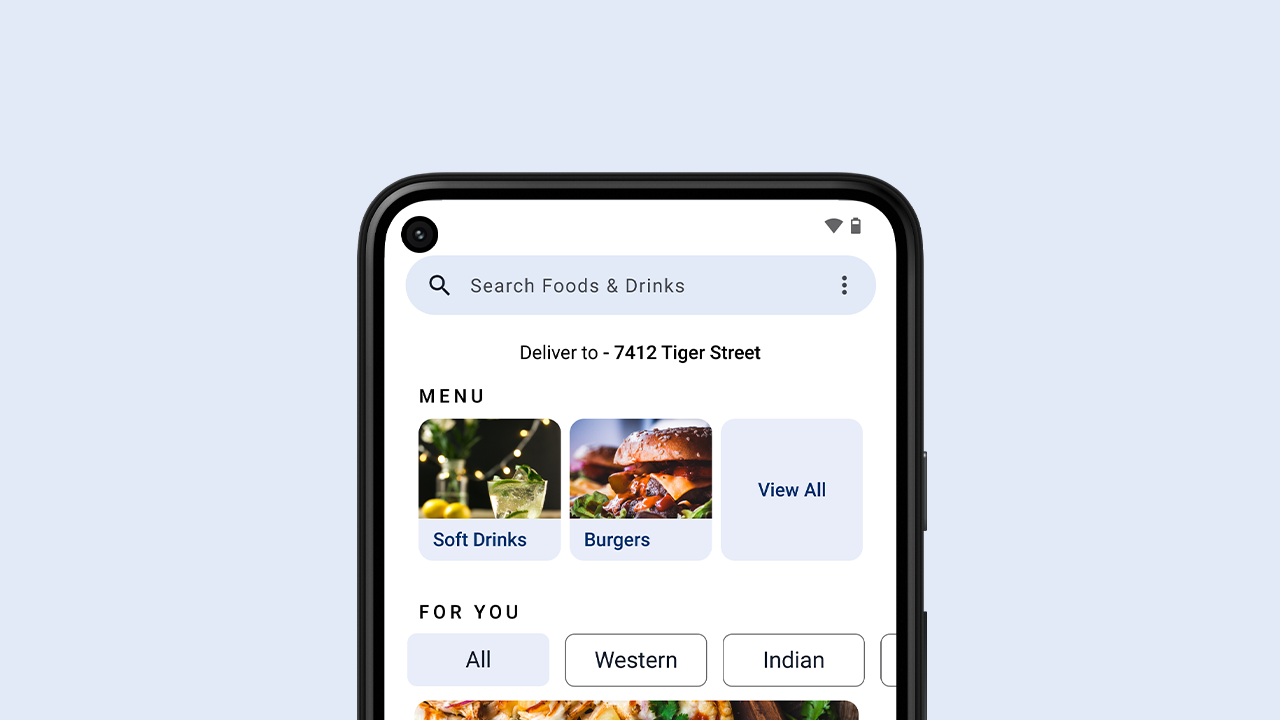 Search Foods & Drinks
Deliver to - 7412 Tiger Street
MENU
Soft Drinks
Burgers
View All
FOR YOU
All
Western
Indian